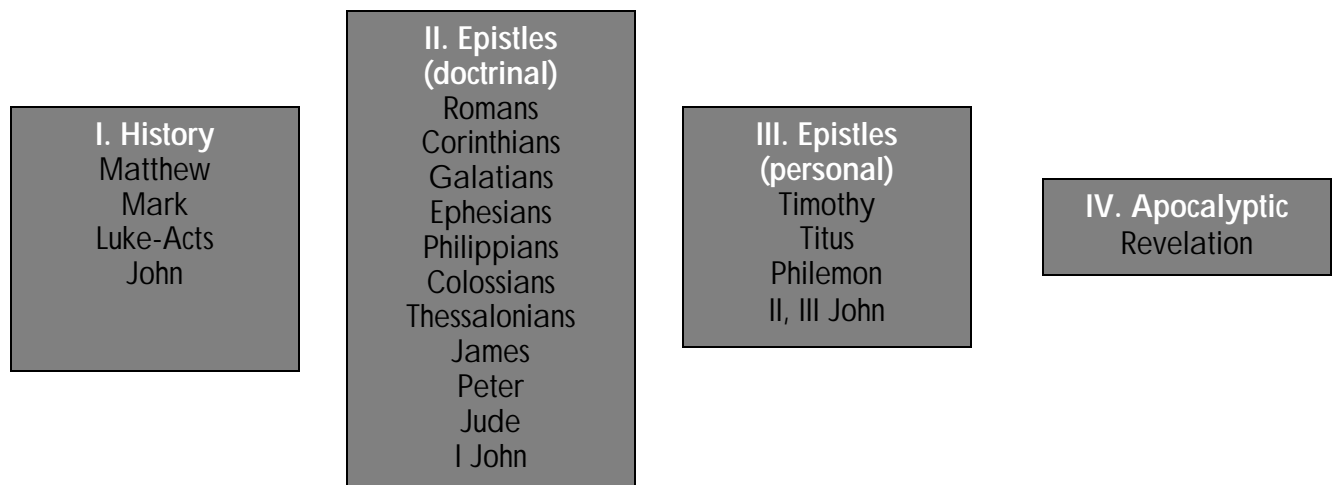 I. History
Matthew
Mark
Luke-Acts
John
II. Epistles
(doctrinal)
Romans
Corinthians
Galatians
Ephesians
Philippians
Colossians
Thessalonians
James
Peter
Jude
I John
III. Epistles
(personal)
Timothy
Titus
Philemon
II, III John
IV. Apocalyptic
Revelation